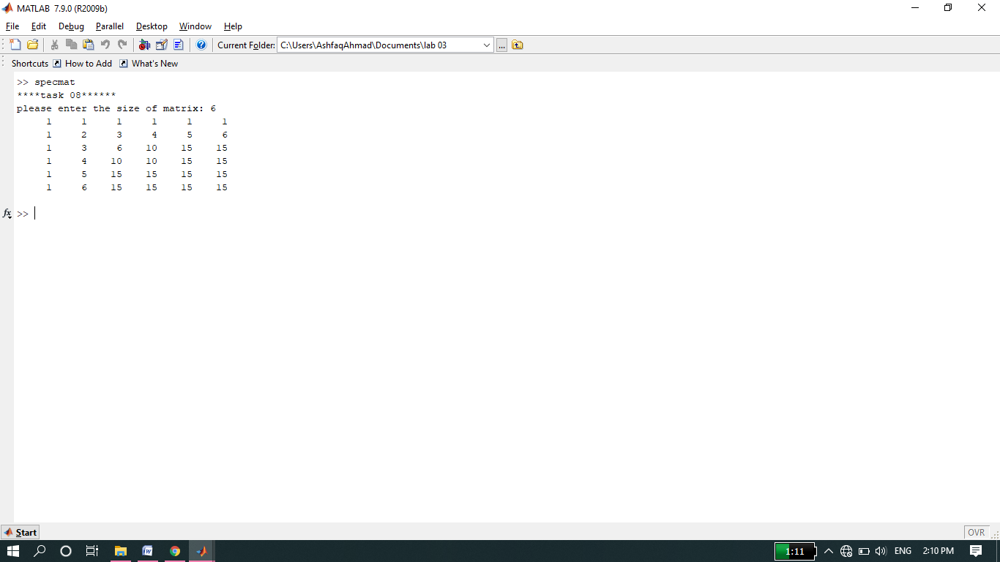 MATLAB 7.9.0 (R2009b)
File Edit Debug Parallel Desktop Window Help
Current Folder: C:\Users\AshfaqAhmad\Documents\lab 03 ...
Shortcuts How to Add What's New
>> specmat
****task 08******
please enter the size of matrix: 6
1 1 1 1 1 1
1 2 3 4 5 6
1 3 6 10 15 15
1 4 10 10 15 15
1 5 15 15 15 15
1 6 15 15 15 15
fx >>
Start OVR
1:11 ENG 2:10 PM